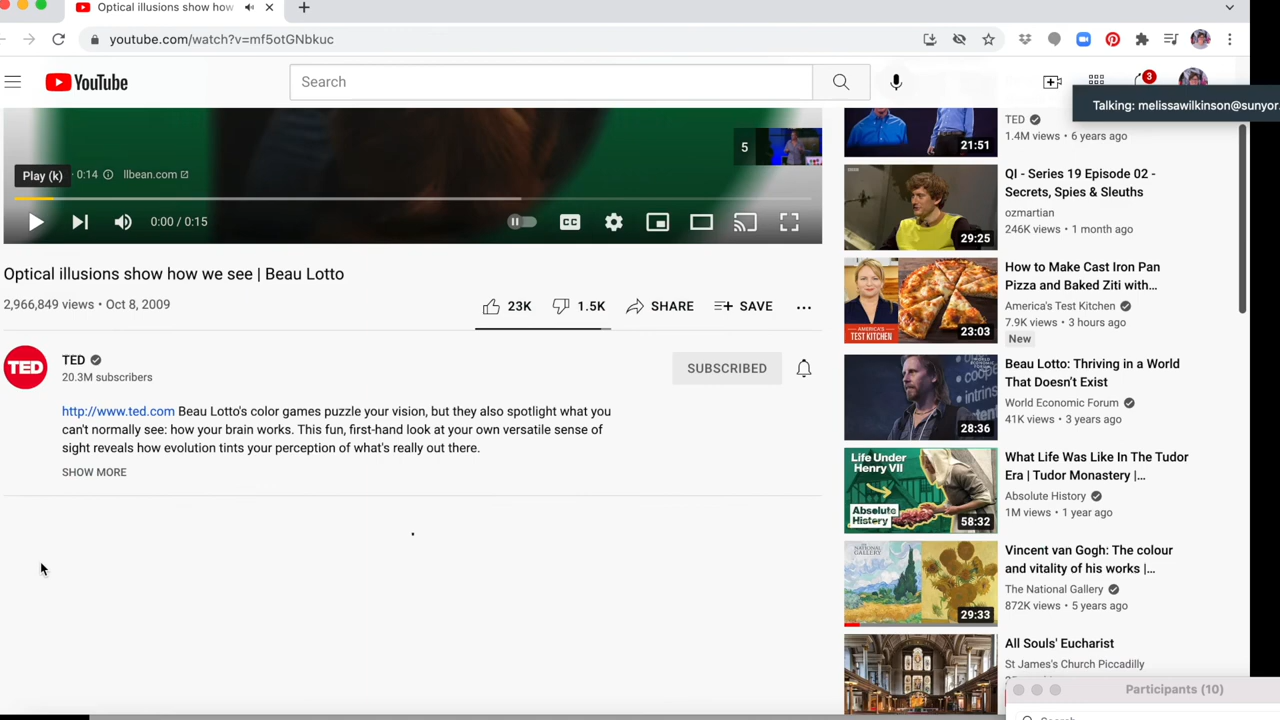 Optical illusions show how
youtube.com/watch?v=mf5otGNbkuc
YouTube
Search
3
Talking: melissawilkinson@sunyor
5
Play (k)
0:14
llbean.com
0:00 / 0:15
CC
Optical illusions show how we see | Beau Lotto
2,966,849 views • Oct 8, 2009
23K
1.5K
SHARE
SAVE
TED
TED
20.3M subscribers
SUBSCRIBED
http://www.ted.com Beau Lotto's color games puzzle your vision, but they also spotlight what you
can't normally see: how your brain works. This fun, first-hand look at your own versatile sense of
sight reveals how evolution tints your perception of what's really out there.
SHOW MORE
21:51
TED
1.4M views • 6 years ago
29:25
QI - Series 19 Episode 02 -
Secrets, Spies & Sleuths
ozmartian
246K views • 1 month ago
AMERICA'S
TEST KITCHEN
23:03
How to Make Cast Iron Pan
Pizza and Baked Ziti with...
America's Test Kitchen
7.9K views • 3 hours ago
New
28:36
Beau Lotto: Thriving in a World
That Doesn't Exist
World Economic Forum
41K views • 3 years ago
Life Under
Henry VII
Absolute
History
58:32
What Life Was Like In The Tudor
Era | Tudor Monastery |...
Absolute History
1M views • 1 year ago
THE
NATIONAL
GALLERY
29:33
Vincent van Gogh: The colour
and vitality of his works |...
The National Gallery
872K views • 5 years ago
All Souls' Eucharist
St James's Church Piccadilly
Participants (10)
Search